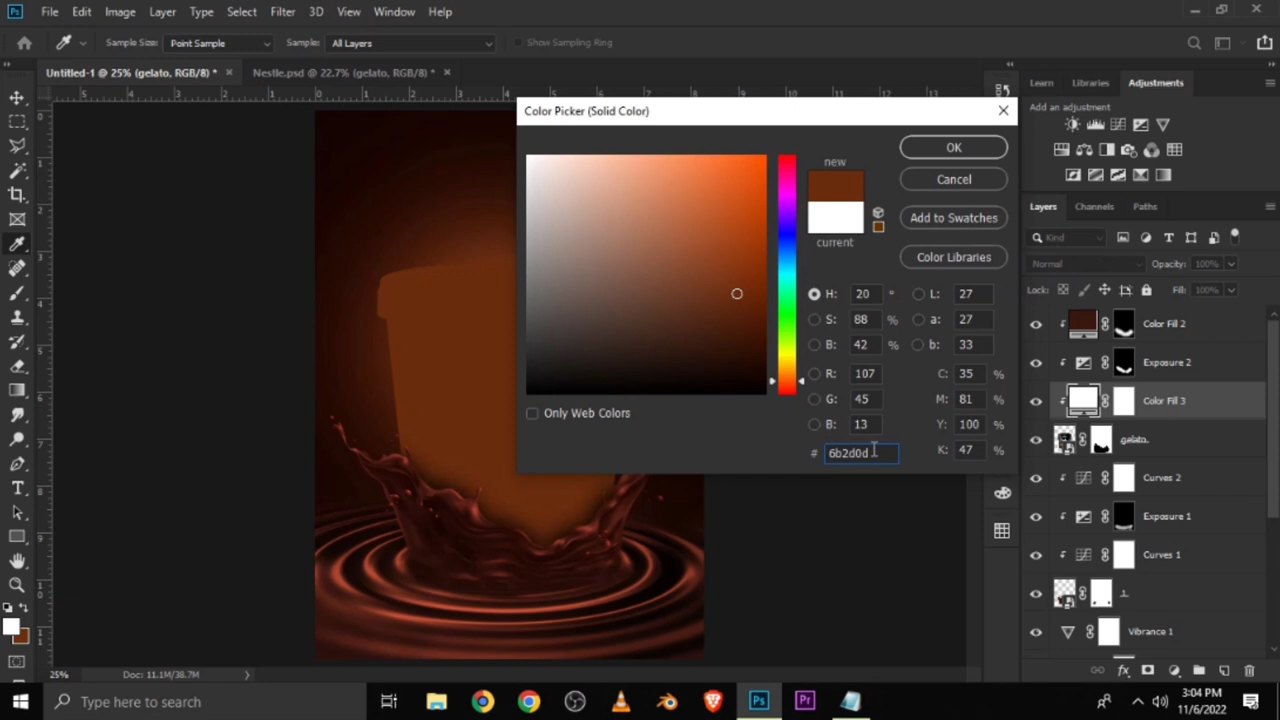 Ps File Edit Image Layer Type Select Filter 3D View Window Help
Sample Size: Point Sample Sample: All Layers Show Sampling Ring
Untitled-1 @ 25% (gelato, RGB/8) * × Nestle.psd @ 22.7% (gelato, RGB/8) * ×
Learn Libraries Adjustments
Add an adjustment
Color Picker (Solid Color)
new
current
OK
Cancel
Add to Swatches
Color Libraries
H: 20 ° L: 27
S: 88 % a: 27
B: 42 % b: 33
R: 107 C: 35 %
G: 45 M: 81 %
B: 13 Y: 100 %
# 6b2d0d K: 47 %
Only Web Colors
Layers Channels Paths
Kind
Normal Opacity: 100%
Lock: Fill: 100%
Color Fill 2
Exposure 2
Color Fill 3
gelato.
Curves 2
Exposure 1
Curves 1
Vibrance 1
25% Doc: 11.1M/38.7M
Type here to search
Ps Pr
3:04 PM
11/6/2022